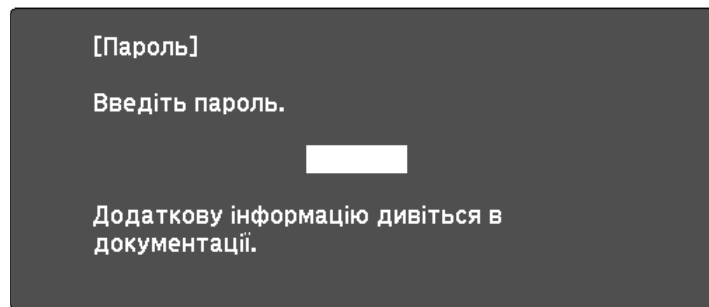 [Пароль]
Введіть пароль.
Додаткову інформацію дивіться в
документації.